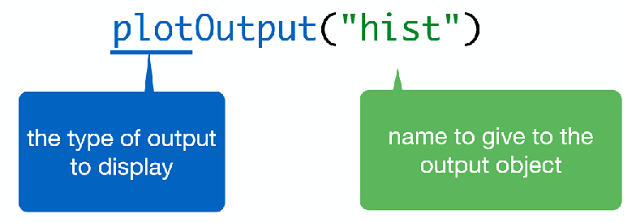 plotOutput("hist")
the type of output
to display
name to give to the
output object